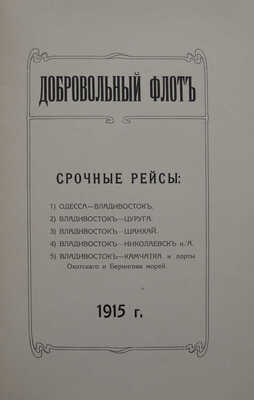 ДОБРОВОЛЬНЫЙ ФЛОТЪ
СРОЧНЫЕ РЕЙСЫ:
1) ОДЕССА—ВЛАДИВОСТОКЪ.
2) ВЛАДИВОСТОКЪ—ЦУРУГА.
3) ВЛАДИВОСТОКЪ—ШАНХАЙ.
4) ВЛАДИВОСТОКЪ—НИКОЛАЕВСКЪ н/А.
5) ВЛАДИВОСТОКЪ—КАМЧАТКА и порты
Охотскаго и Берингова морей.
1915 г.